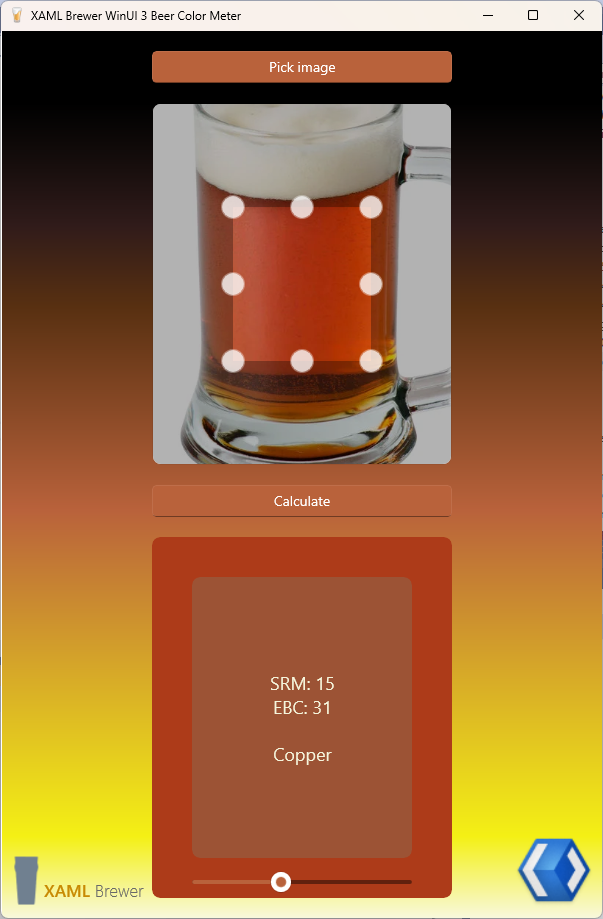 XAML Brewer WinUI 3 Beer Color Meter
Pick image
Calculate
SRM: 15
EBC: 31
Copper
XAML Brewer